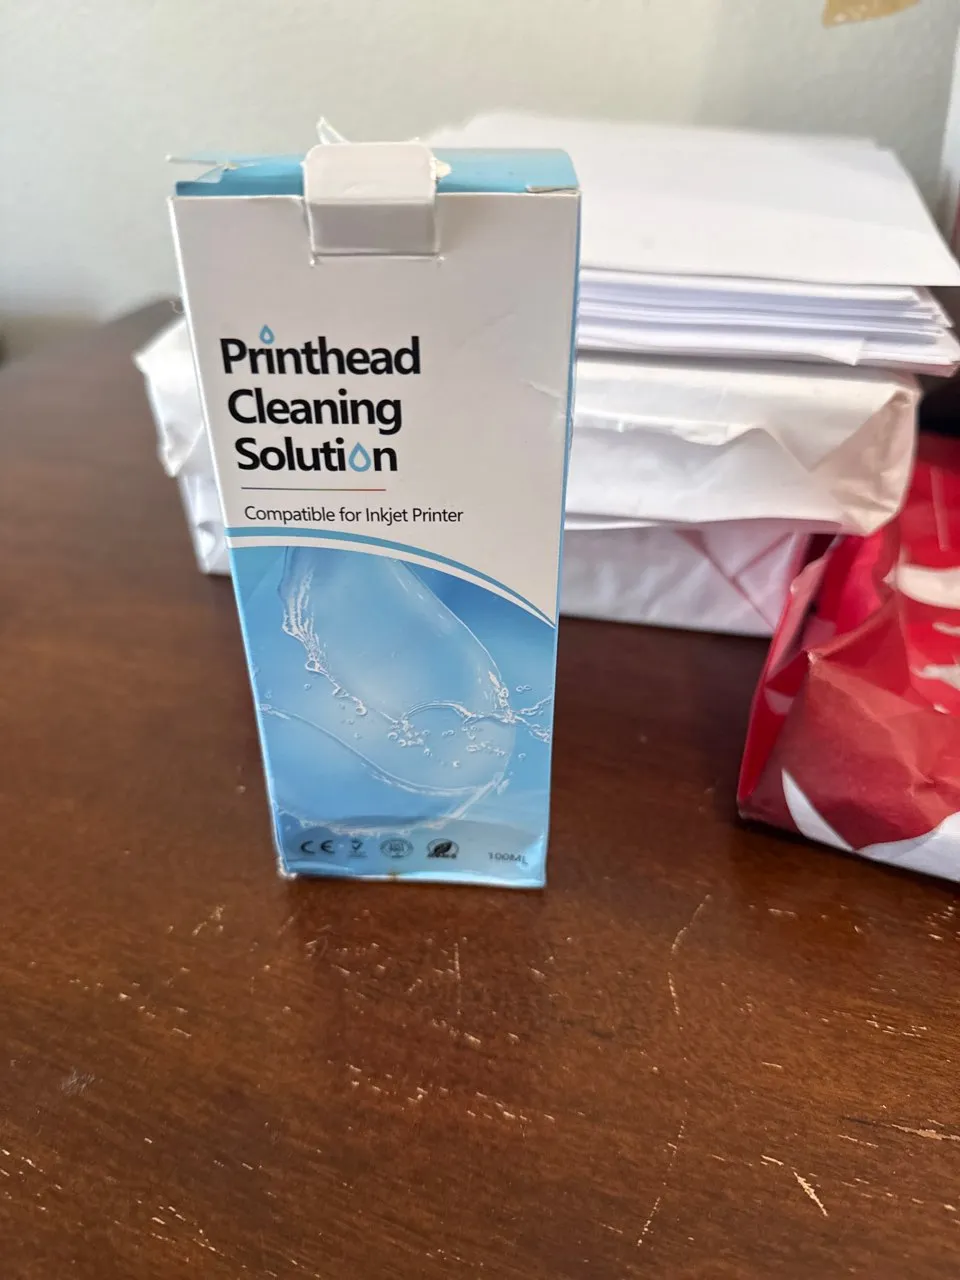 Printhead
Cleaning
Solution
Compatible for Inkjet Printer
CE
100ML